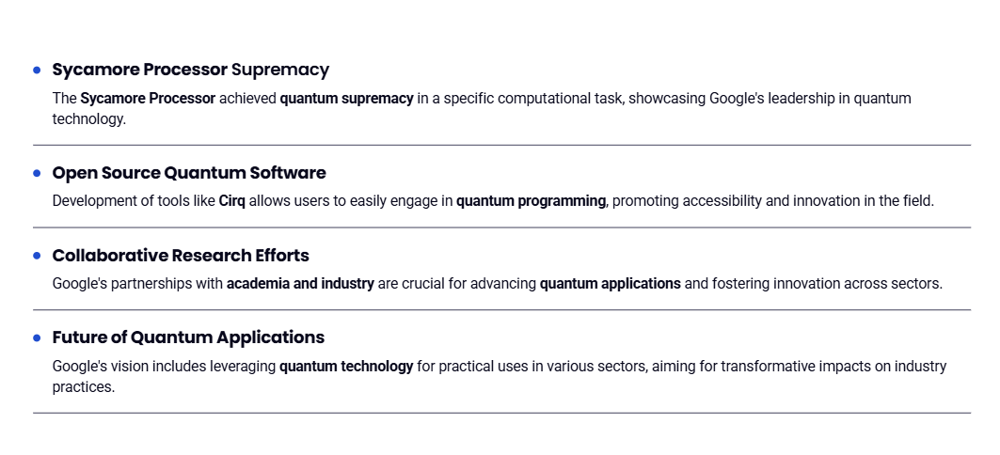 Sycamore Processor Supremacy
The Sycamore Processor achieved quantum supremacy in a specific computational task, showcasing Google's leadership in quantum
technology.
Open Source Quantum Software
Development of tools like Cirq allows users to easily engage in quantum programming, promoting accessibility and innovation in the field.
Collaborative Research Efforts
Google's partnerships with academia and industry are crucial for advancing quantum applications and fostering innovation across sectors.
Future of Quantum Applications
Google's vision includes leveraging quantum technology for practical uses in various sectors, aiming for transformative impacts on industry
practices.